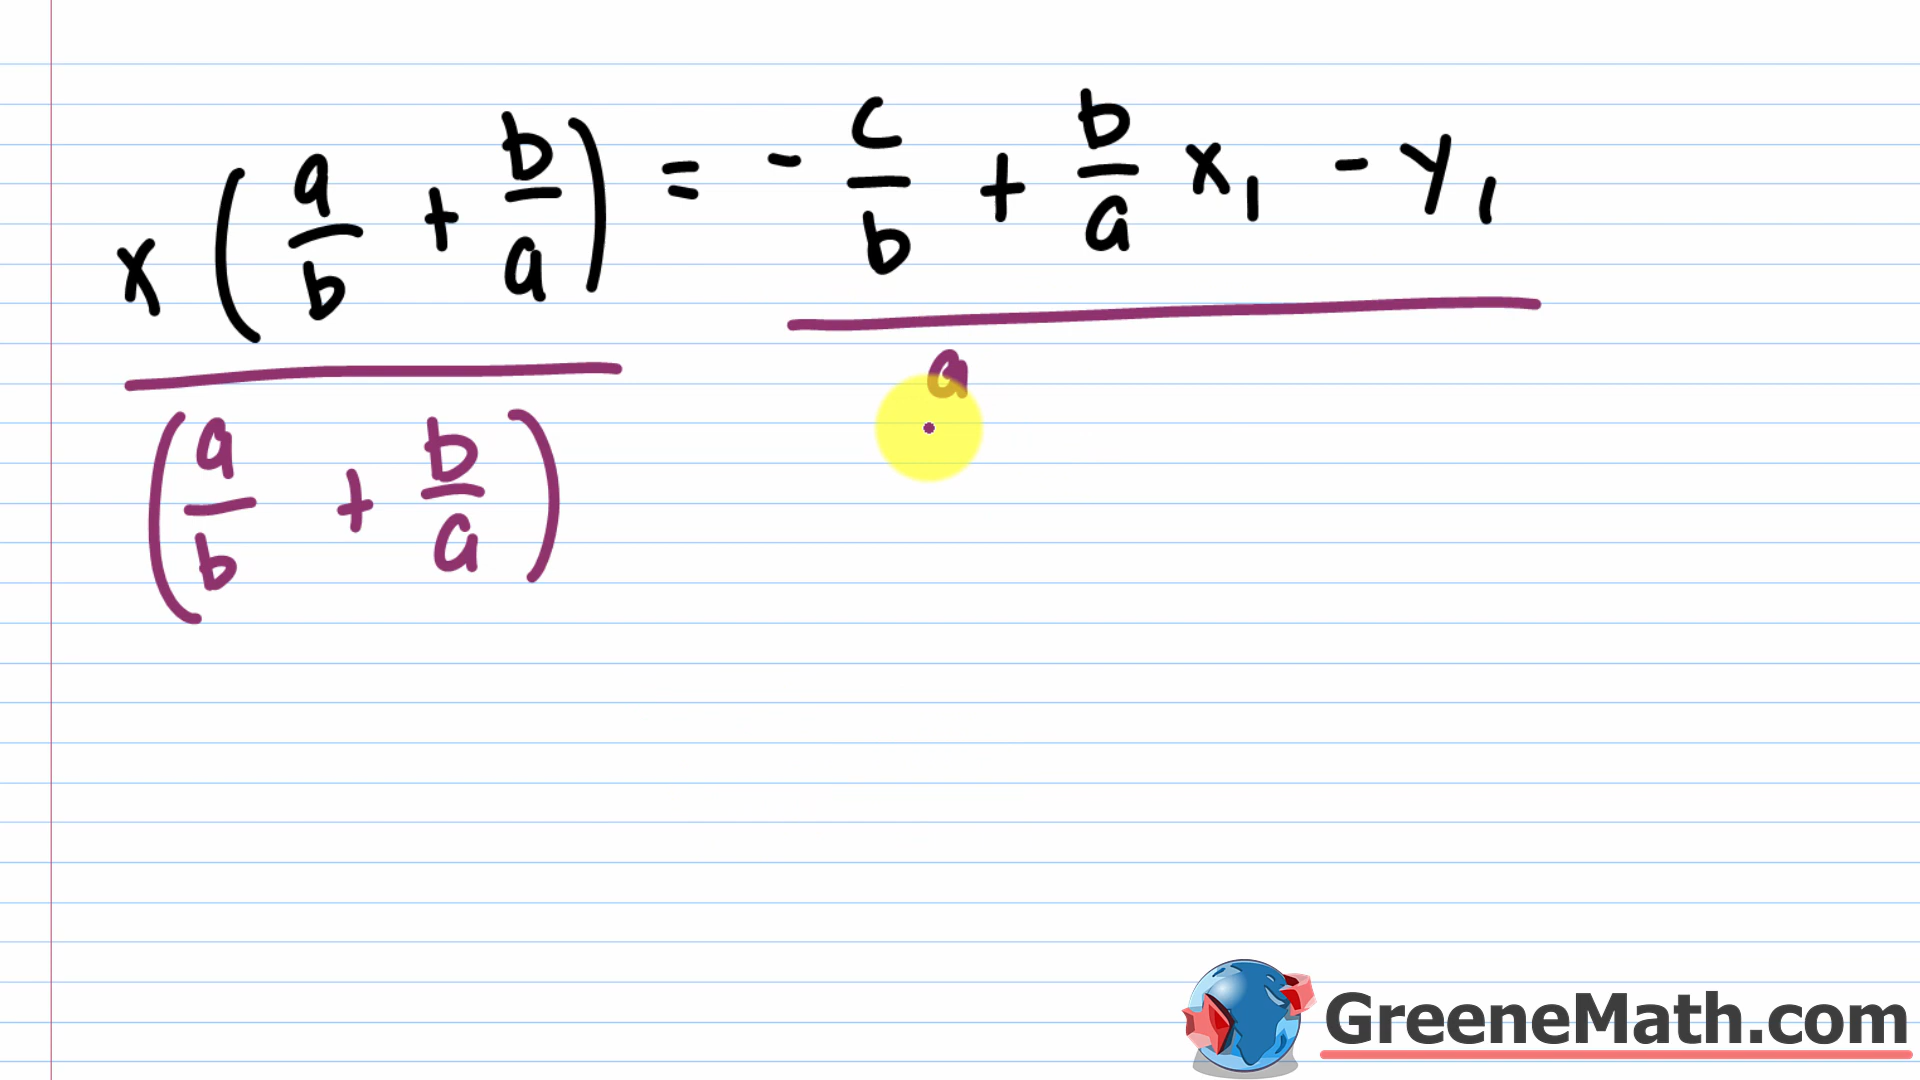 x (a/b + b/a) = - c/b + b/a x₁ - y₁
(a/b + b/a) a
GreeneMath.com